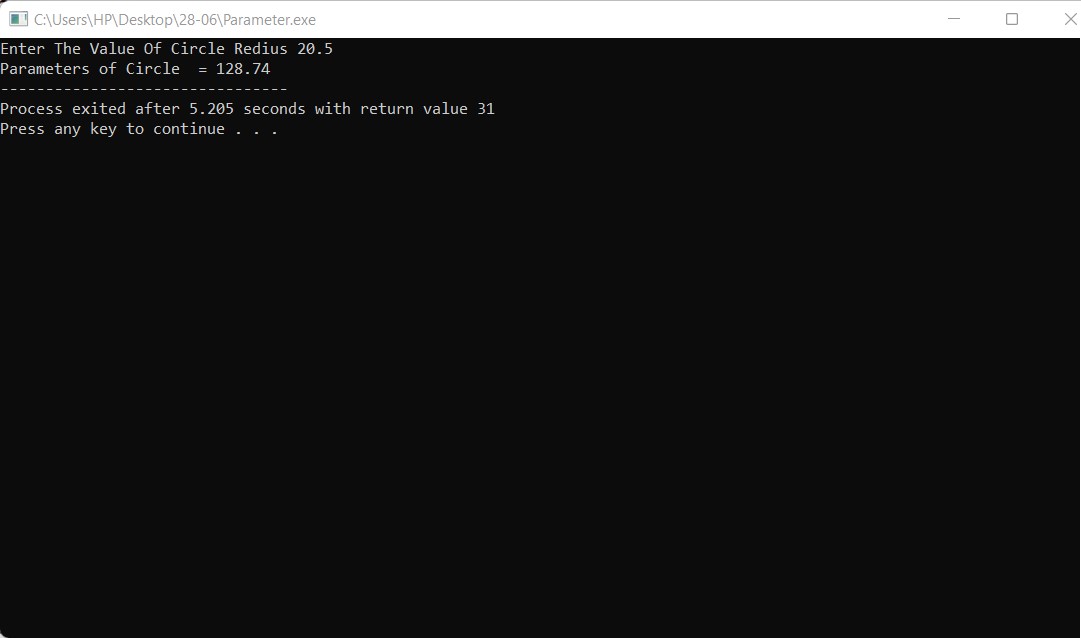 C:\Users\HP\Desktop\28-06\Parameter.exe
Enter The Value Of Circle Redius 20.5
Parameters of Circle  = 128.74
--------------------------------
Process exited after 5.205 seconds with return value 31
Press any key to continue . . .